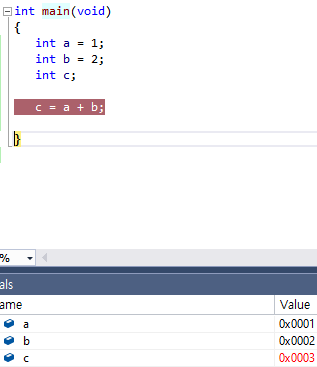 int main(void)
{
int a = 1;
int b = 2;
int c;
c = a + b;
}
%
als
ame Value
a 0x0001
b 0x0002
c 0x0003